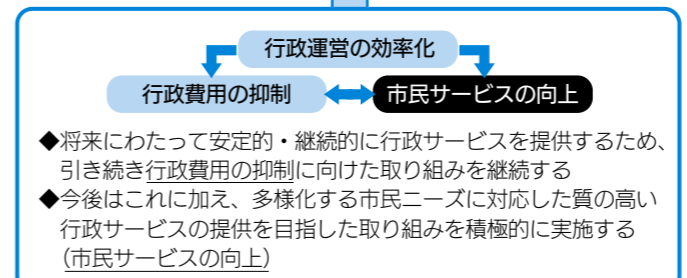 行政運営の効率化
行政費用の抑制 市民サービスの向上
◆将来にわたって安定的・継続的に行政サービスを提供するため、
引き続き行政費用の抑制に向けた取り組みを継続する
◆今後はこれに加え、多様化する市民ニーズに対応した質の高い
行政サービスの提供を目指した取り組みを積極的に実施する
（市民サービスの向上）